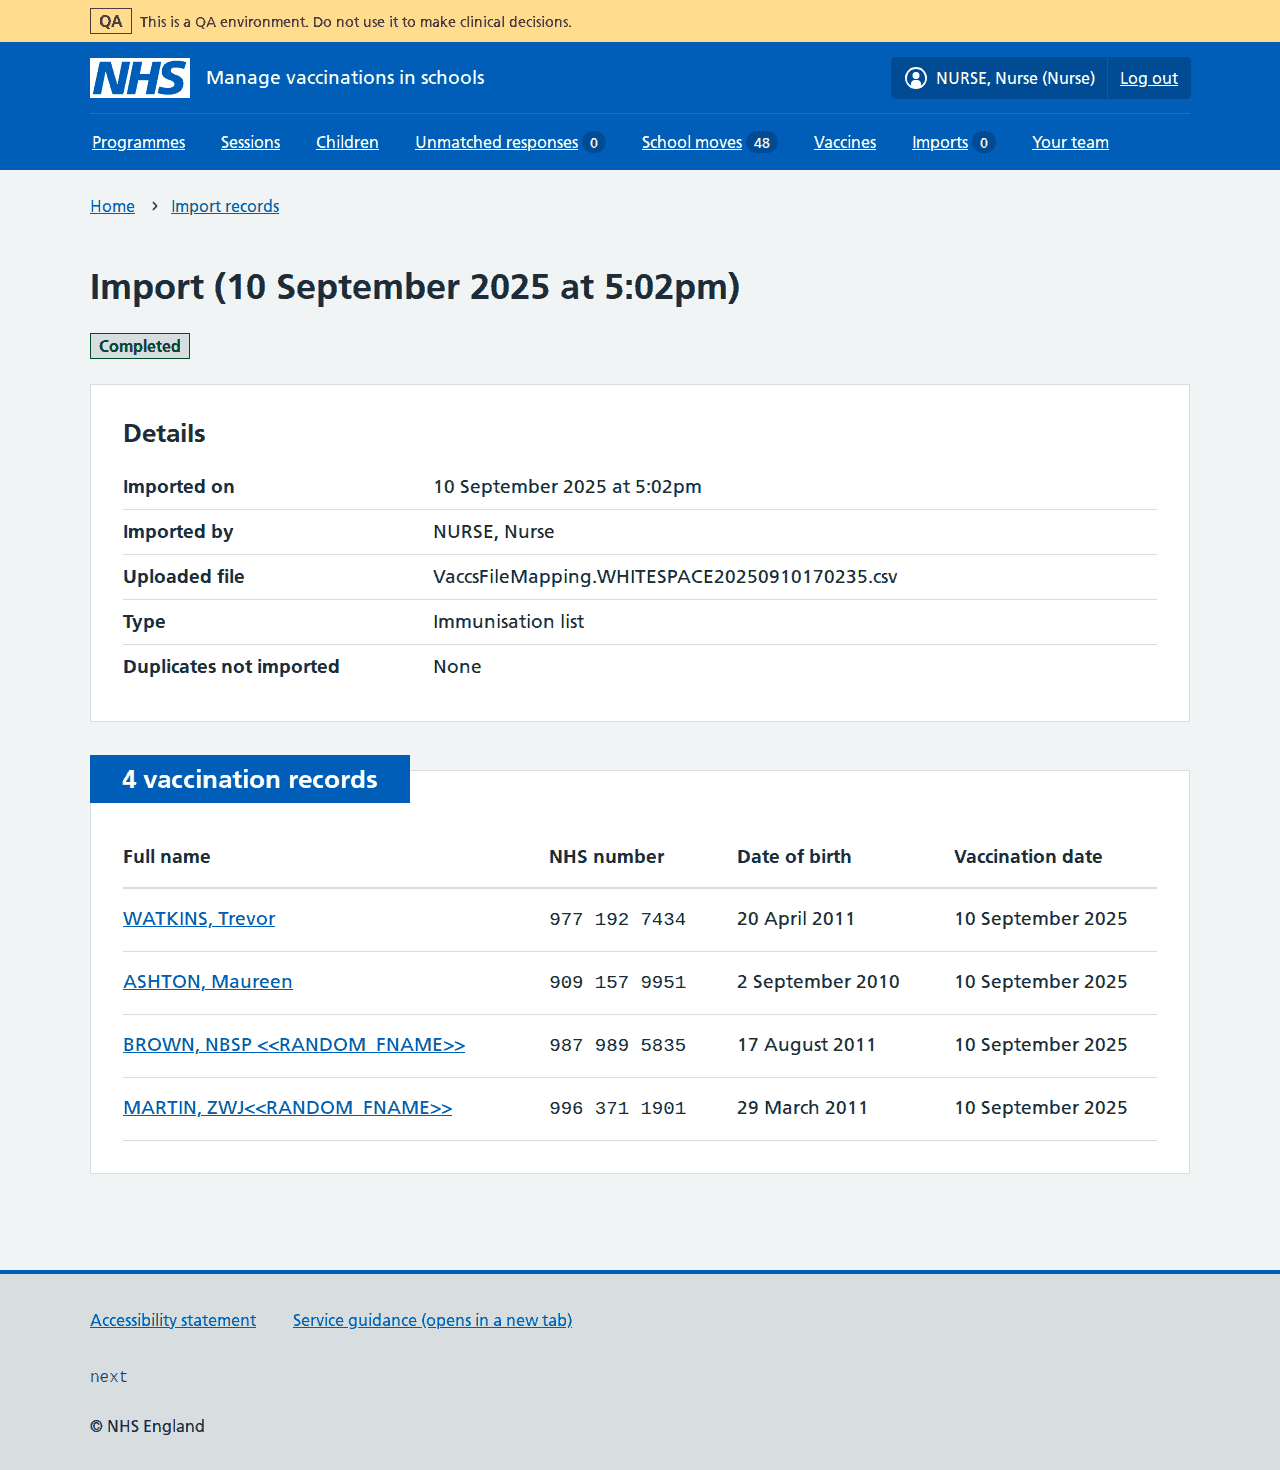 QA This is a QA environment. Do not use it to make clinical decisions.
NHS Manage vaccinations in schools NURSE, Nurse (Nurse) Log out
Programmes Sessions Children Unmatched responses 0 School moves 48 Vaccines Imports 0 Your team
Home Import records
Import (10 September 2025 at 5:02pm)
Completed
Details
Imported on 10 September 2025 at 5:02pm
Imported by NURSE, Nurse
Uploaded file VaccsFileMapping.WHITESPACE20250910170235.csv
Type Immunisation list
Duplicates not imported None
4 vaccination records
Full name NHS number Date of birth Vaccination date
WATKINS, Trevor 977 192 7434 20 April 2011 10 September 2025
ASHTON, Maureen 909 157 9951 2 September 2010 10 September 2025
BROWN, NBSP <<RANDOM_FNAME>> 987 989 5835 17 August 2011 10 September 2025
MARTIN, ZWJ<<RANDOM_FNAME>> 996 371 1901 29 March 2011 10 September 2025
Accessibility statement Service guidance (opens in a new tab)
next
© NHS England